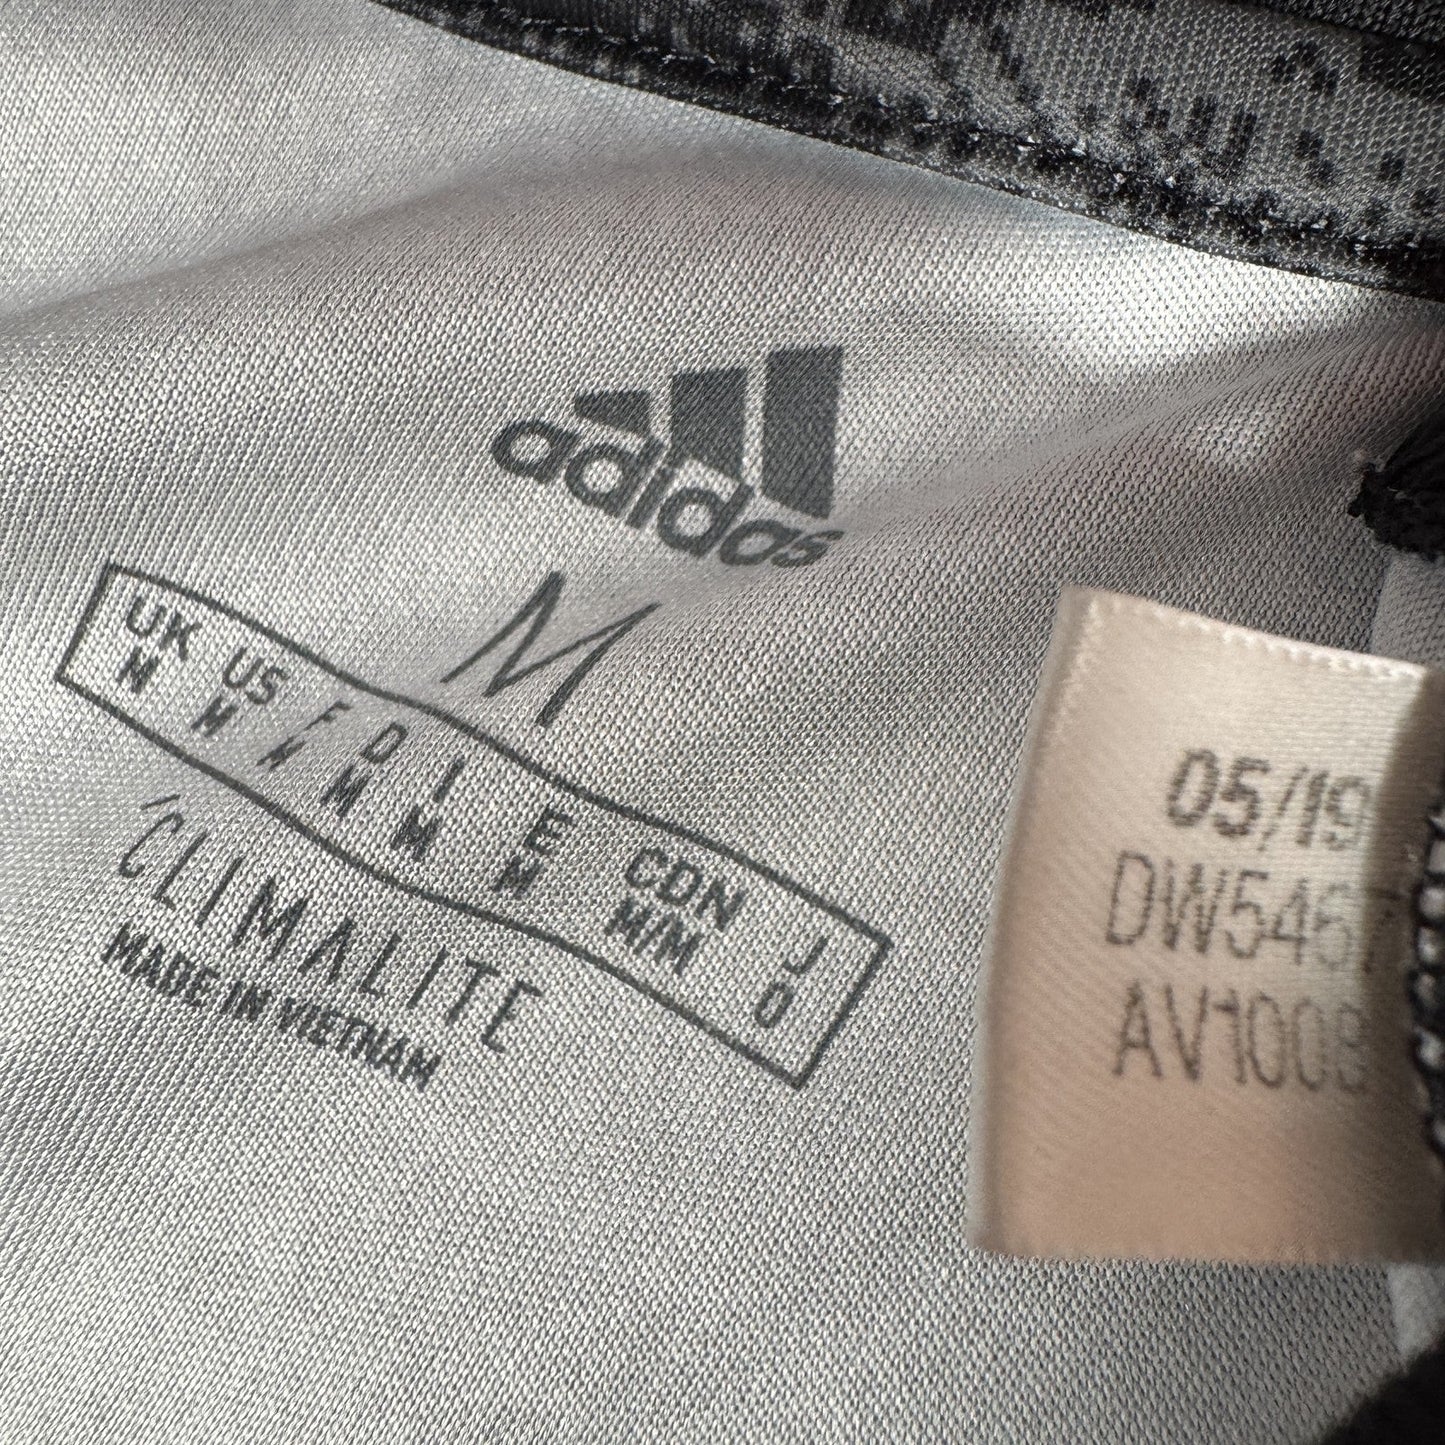 adidas
M
UK US F D I E CDN J
M M M M M M M/M O
CLIMALITE
MADE IN VIETNAM
05/19